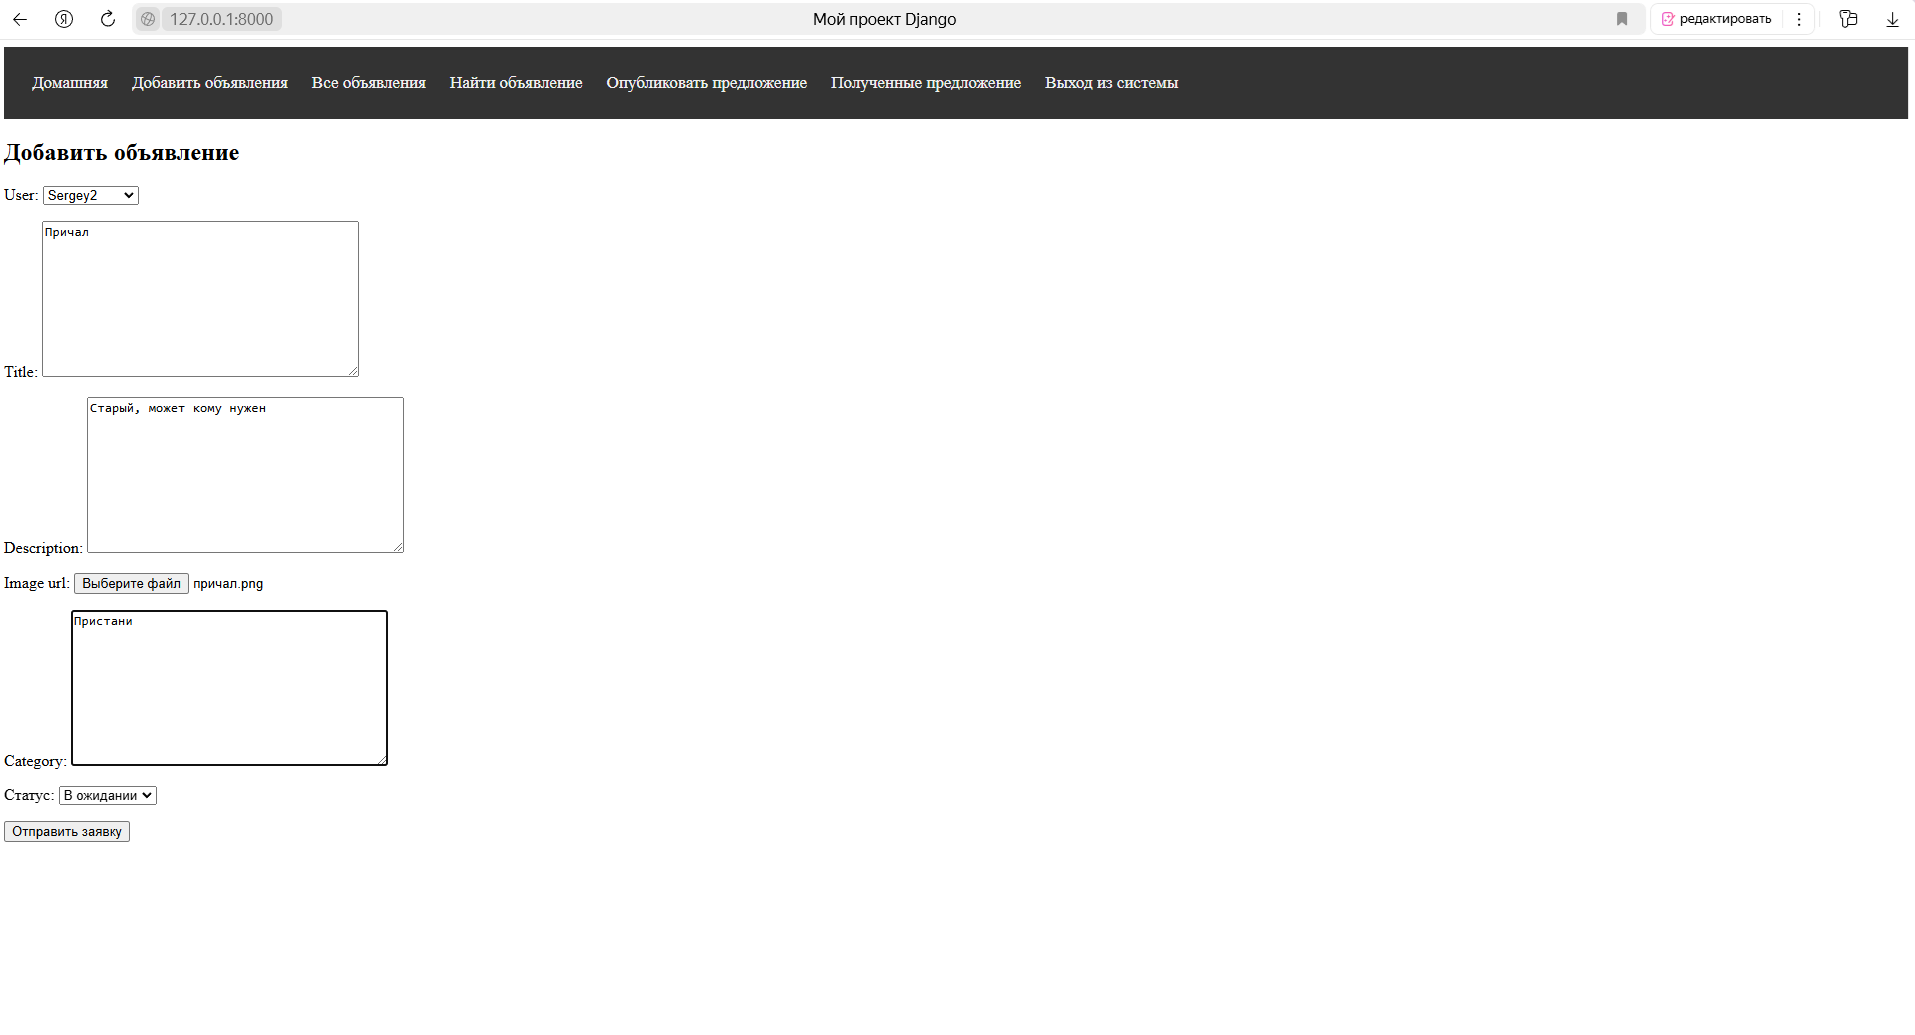 127.0.0.1:8000 Мой проект Django редактировать
Домашняя Добавить объявления Все объявления Найти объявление Опубликовать предложение Полученные предложение Выход из системы
Добавить объявление
User: Sergey2
Причал
Title:
Старый, может кому нужен
Description:
Image url: Выберите файл причал.png
Пристани
Category:
Статус: В ожидании
Отправить заявку